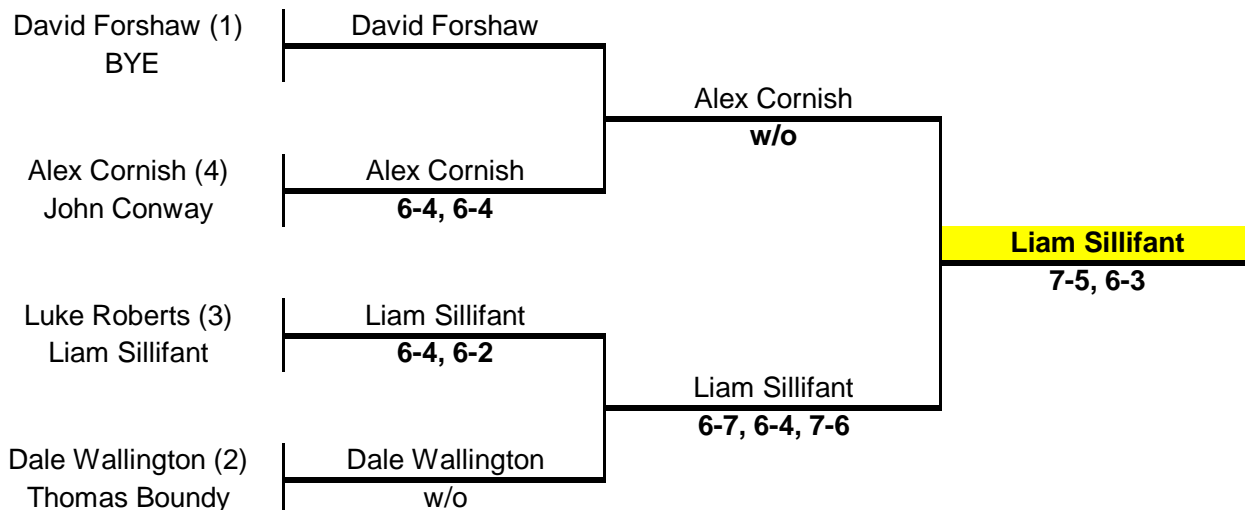 David Forshaw (1)
BYE
David Forshaw
Alex Cornish
w/o
Alex Cornish (4)
John Conway
Alex Cornish
6-4, 6-4
Liam Sillifant
7-5, 6-3
Luke Roberts (3)
Liam Sillifant
Liam Sillifant
6-4, 6-2
Liam Sillifant
6-7, 6-4, 7-6
Dale Wallington (2)
Thomas Boundy
Dale Wallington
w/o